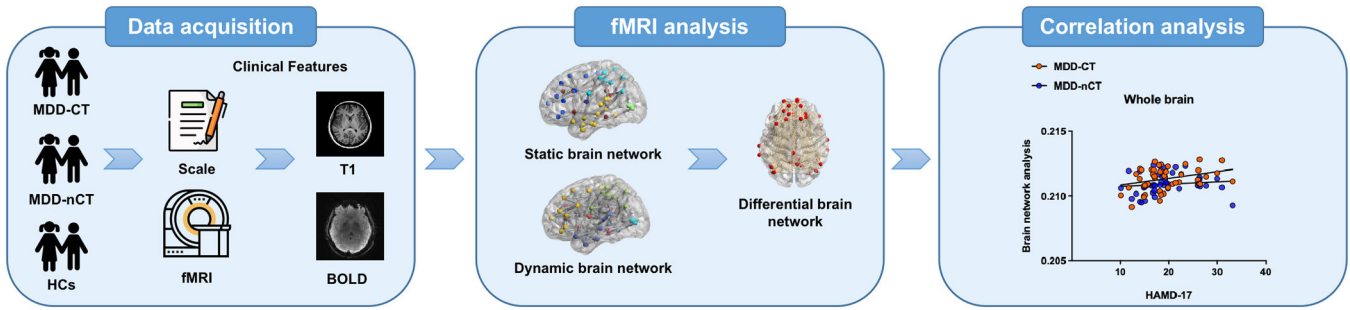 Data acquisition
Clinical Features
MDD-CT
MDD-nCT
HCs
Scale
fMRI
T1
BOLD
fMRI analysis
Static brain network
Dynamic brain network
Differential brain
network
Correlation analysis
MDD-CT
MDD-nCT
Whole brain
Brain network analysis
0.215
0.210
0.205
10
20
30
40
HAMD-17